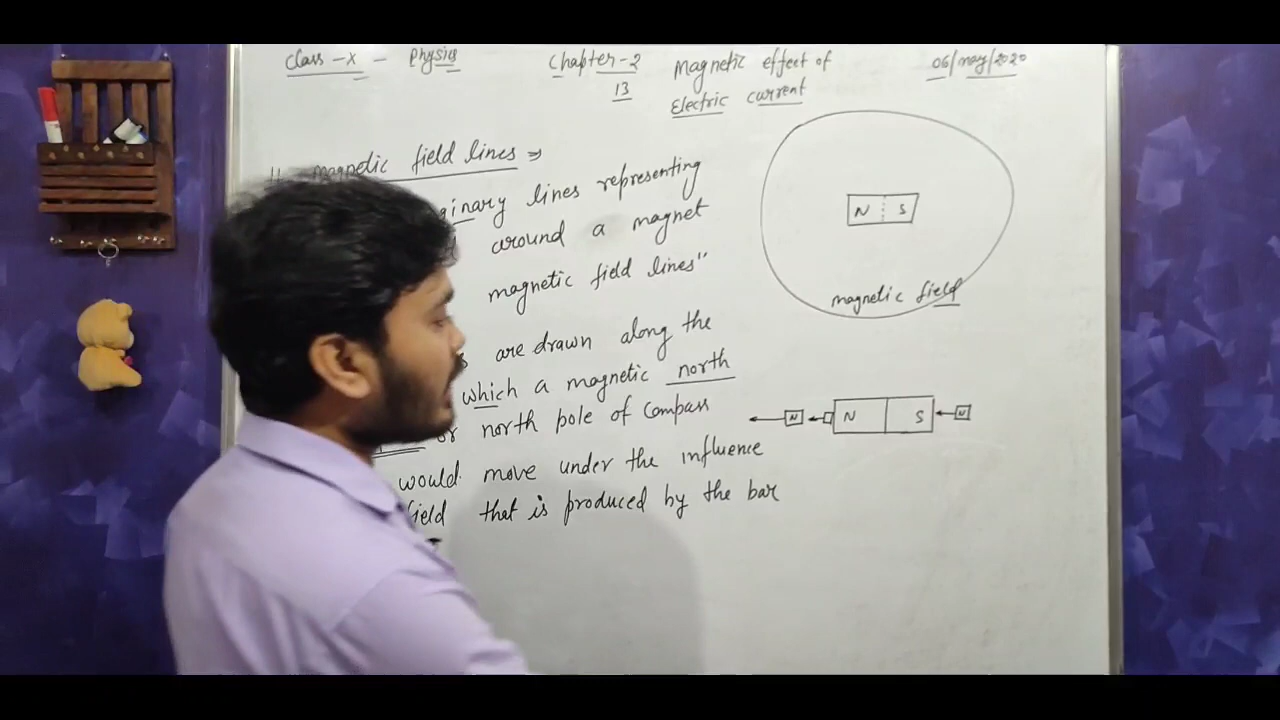 Class -X - Physics
Chapter-2
13
Magnetic effect of
Electric current
06/may/2020
magnetic field lines ⇒
lines representing
around a magnet
magnetic field lines"
are drawn along the
which a magnetic north
or north pole of compass
would move under the influence
field that is produced by the bar
N S
magnetic field
N N S N